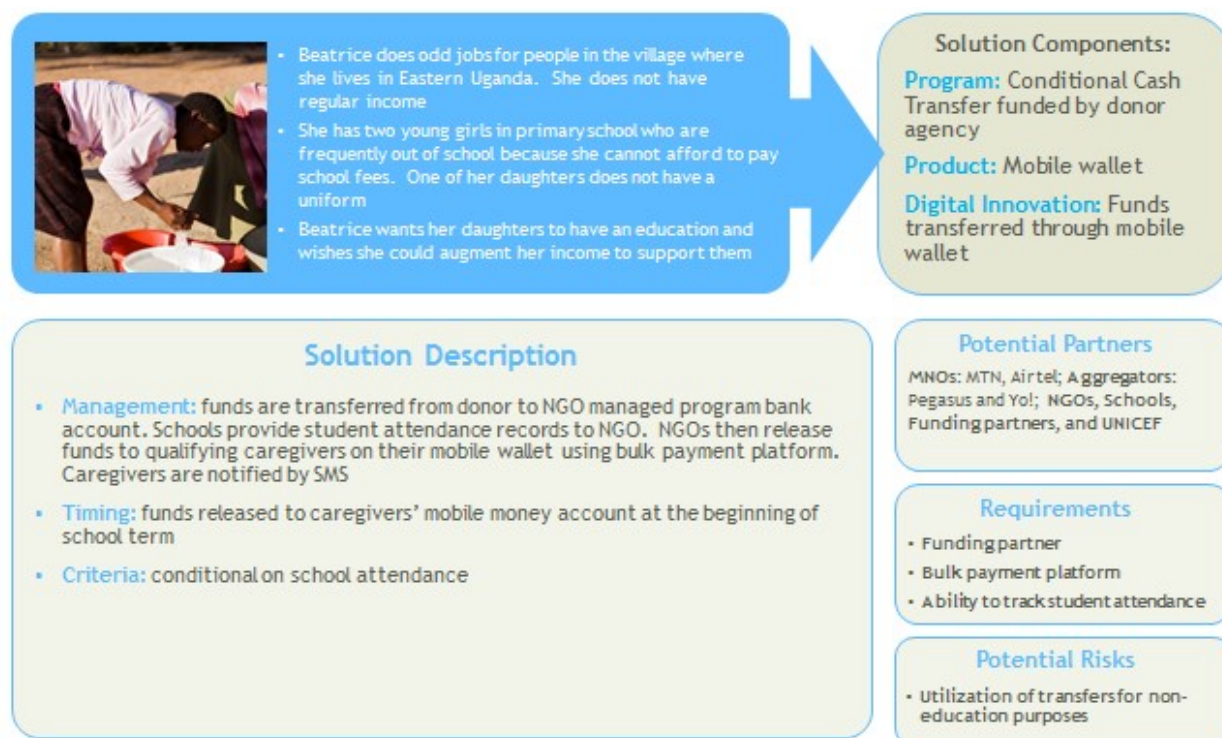 • Beatrice does odd jobs for people in the village where
she lives in Eastern Uganda. She does not have
regular income
• She has two young girls in primary school who are
frequently out of school because she cannot afford to pay
school fees. One of her daughters does not have a
uniform
• Beatrice wants her daughters to have an education and
wishes she could augment her income to support them
Solution Components:
Program: Conditional Cash
Transfer funded by donor
agency
Product: Mobile wallet
Digital Innovation: Funds
transferred through mobile
wallet
Solution Description
• Management: funds are transferred from donor to NGO managed program bank
account. Schools provide student attendance records to NGO. NGOs then release
funds to qualifying caregivers on their mobile wallet using bulk payment platform.
Caregivers are notified by SMS
• Timing: funds released to caregivers' mobile money account at the beginning of
school term
• Criteria: conditional on school attendance
Potential Partners
MNOs: MTN, Airtel; Aggregators:
Pegasus and Yo!; NGOs, Schools,
Funding partners, and UNICEF
Requirements
• Funding partner
• Bulk payment platform
• Ability to track student attendance
Potential Risks
• Utilization of transfers for non-
education purposes